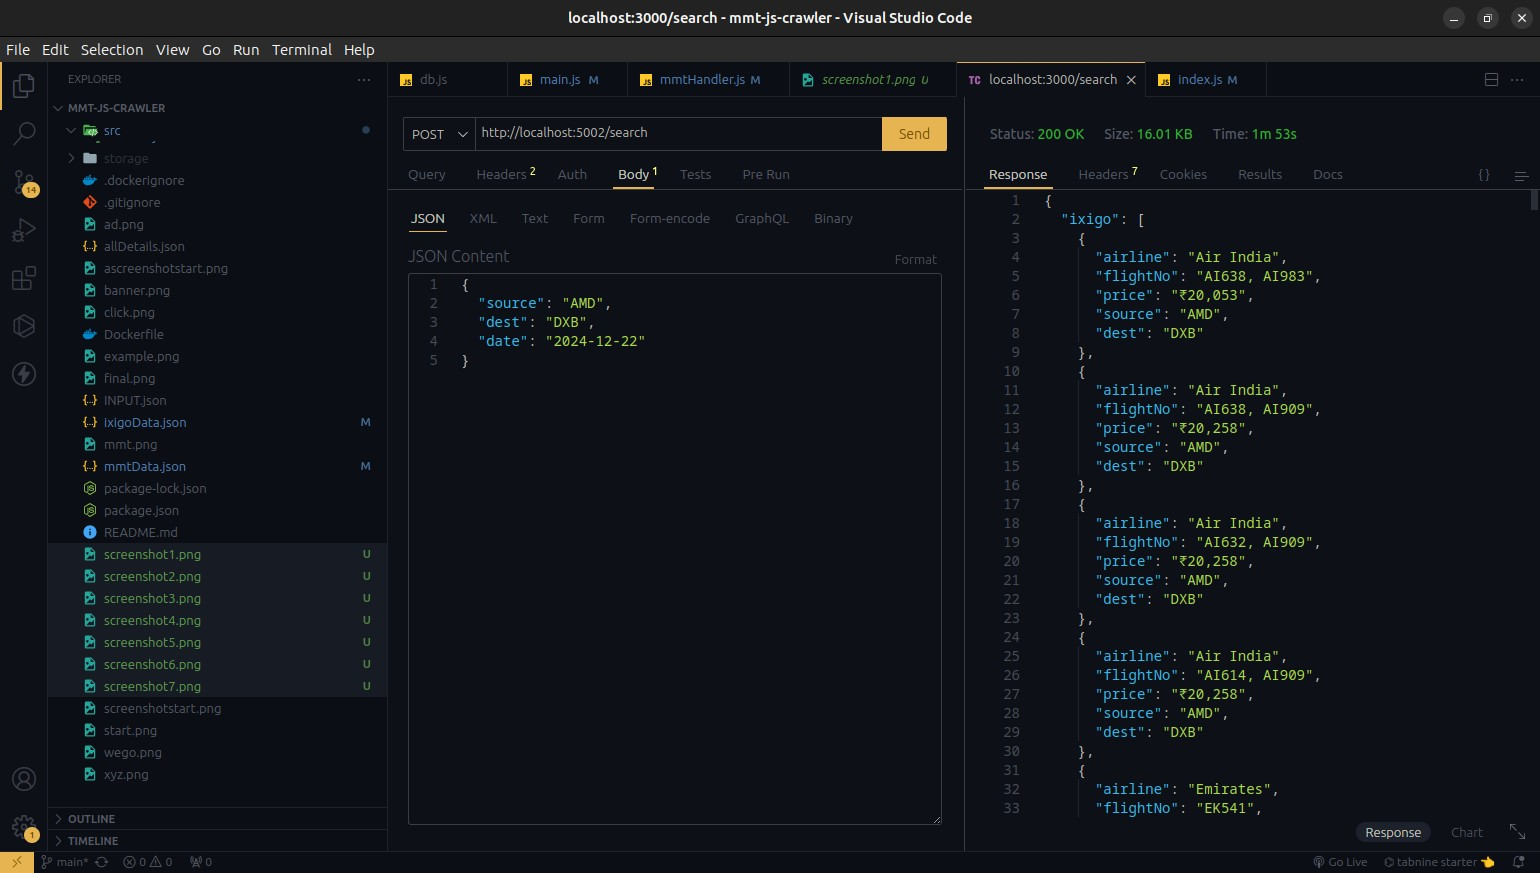 localhost:3000/search - mmt-js-crawler - Visual Studio Code
File Edit Selection View Go Run Terminal Help
EXPLORER
MMT-JS-CRAWLER
src
storage
.dockerignore
.gitignore
ad.png
allDetails.json
ascreenshotstart.png
banner.png
click.png
Dockerfile
example.png
final.png
INPUT.json
ixigoData.json M
mmt.png
mmtData.json M
package-lock.json
package.json
README.md
screenshot1.png U
screenshot2.png U
screenshot3.png U
screenshot4.png U
screenshot5.png U
screenshot6.png U
screenshot7.png U
screenshotstart.png
start.png
wego.png
xyz.png
OUTLINE
TIMELINE
14
1
JS db.js JS main.js M JS mmtHandler.js M screenshot1.png U TC localhost:3000/search JS index.js M
POST http://localhost:5002/search Send
Query Headers 2 Auth Body 1 Tests Pre Run
JSON XML Text Form Form-encode GraphQL Binary
JSON Content Format
1 {
2 "source": "AMD",
3 "dest": "DXB",
4 "date": "2024-12-22"
5 }
Status: 200 OK Size: 16.01 KB Time: 1m 53s
Response Headers 7 Cookies Results Docs {}
1 {
2 "ixigo": [
3 {
4 "airline": "Air India",
5 "flightNo": "AI638, AI983",
6 "price": "₹20,053",
7 "source": "AMD",
8 "dest": "DXB"
9 },
10 {
11 "airline": "Air India",
12 "flightNo": "AI638, AI909",
13 "price": "₹20,258",
14 "source": "AMD",
15 "dest": "DXB"
16 },
17 {
18 "airline": "Air India",
19 "flightNo": "AI632, AI909",
20 "price": "₹20,258",
21 "source": "AMD",
22 "dest": "DXB"
23 },
24 {
25 "airline": "Air India",
26 "flightNo": "AI614, AI909",
27 "price": "₹20,258",
28 "source": "AMD",
29 "dest": "DXB"
30 },
31 {
32 "airline": "Emirates",
33 "flightNo": "EK541",
Response Chart
main* 0 0 0 Go Live tabnine starter